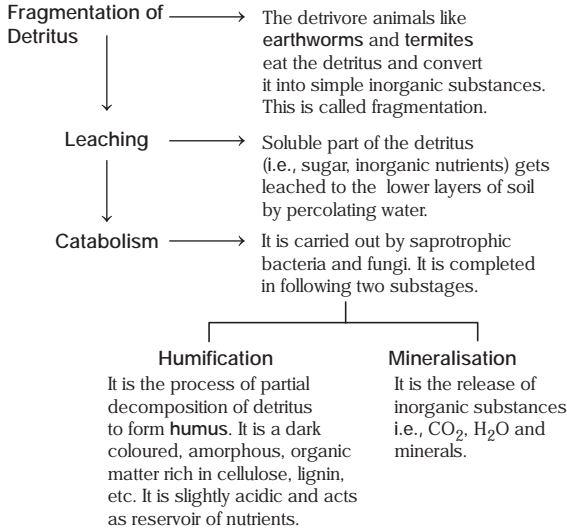 Fragmentation of
Detritus
The detrivore animals like
earthworms and termites
eat the detritus and convert
it into simple inorganic substances.
This is called fragmentation.
Leaching
Soluble part of the detritus
(i.e., sugar, inorganic nutrients) gets
leached to the lower layers of soil
by percolating water.
Catabolism
It is carried out by saprotrophic
bacteria and fungi. It is completed
in following two substages.
Humification
It is the process of partial
decomposition of detritus
to form humus. It is a dark
coloured, amorphous, organic
matter rich in cellulose, lignin,
etc. It is slightly acidic and acts
as reservoir of nutrients.
Mineralisation
It is the release of
inorganic substances
i.e., CO₂, H₂O and
minerals.